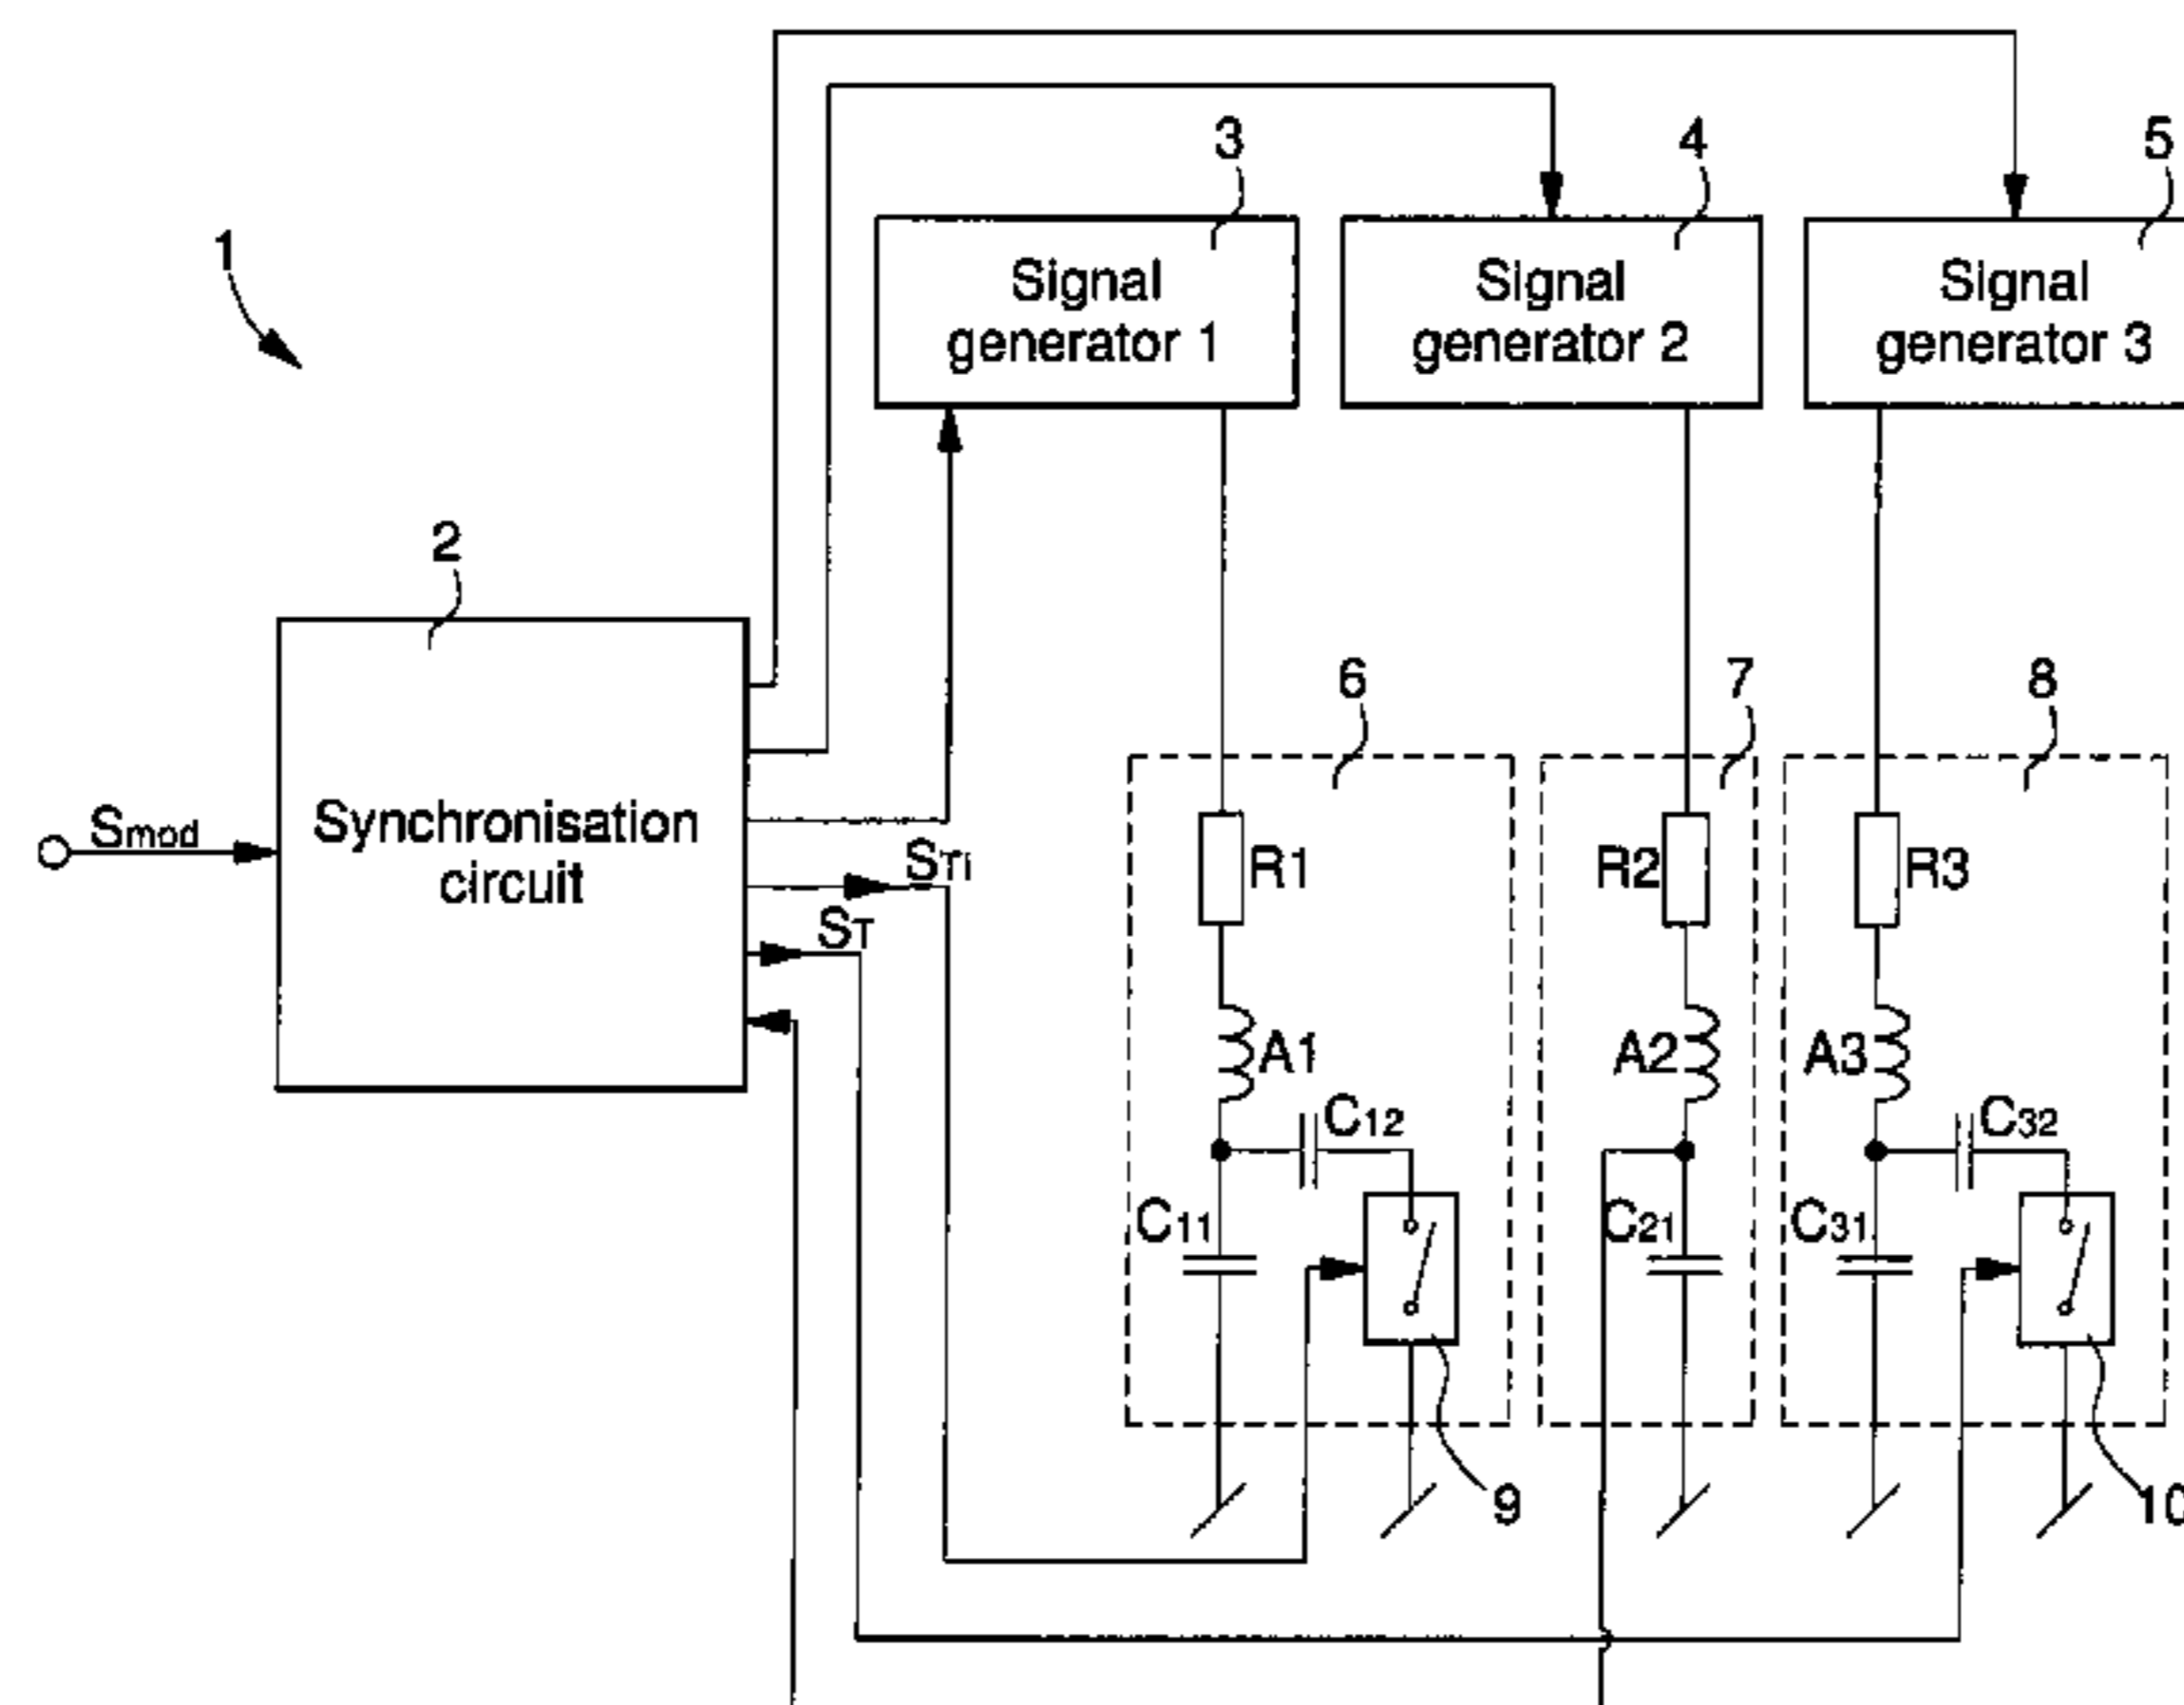 3
4
5
1
Signal
generator 1
Signal
generator 2
Signal
generator 3
2
6
7
8
Smod
Synchronisation
circuit
STi
ST
R1
R2
R3
A1
A2
A3
C12
C32
C11
C21
C31
9
10